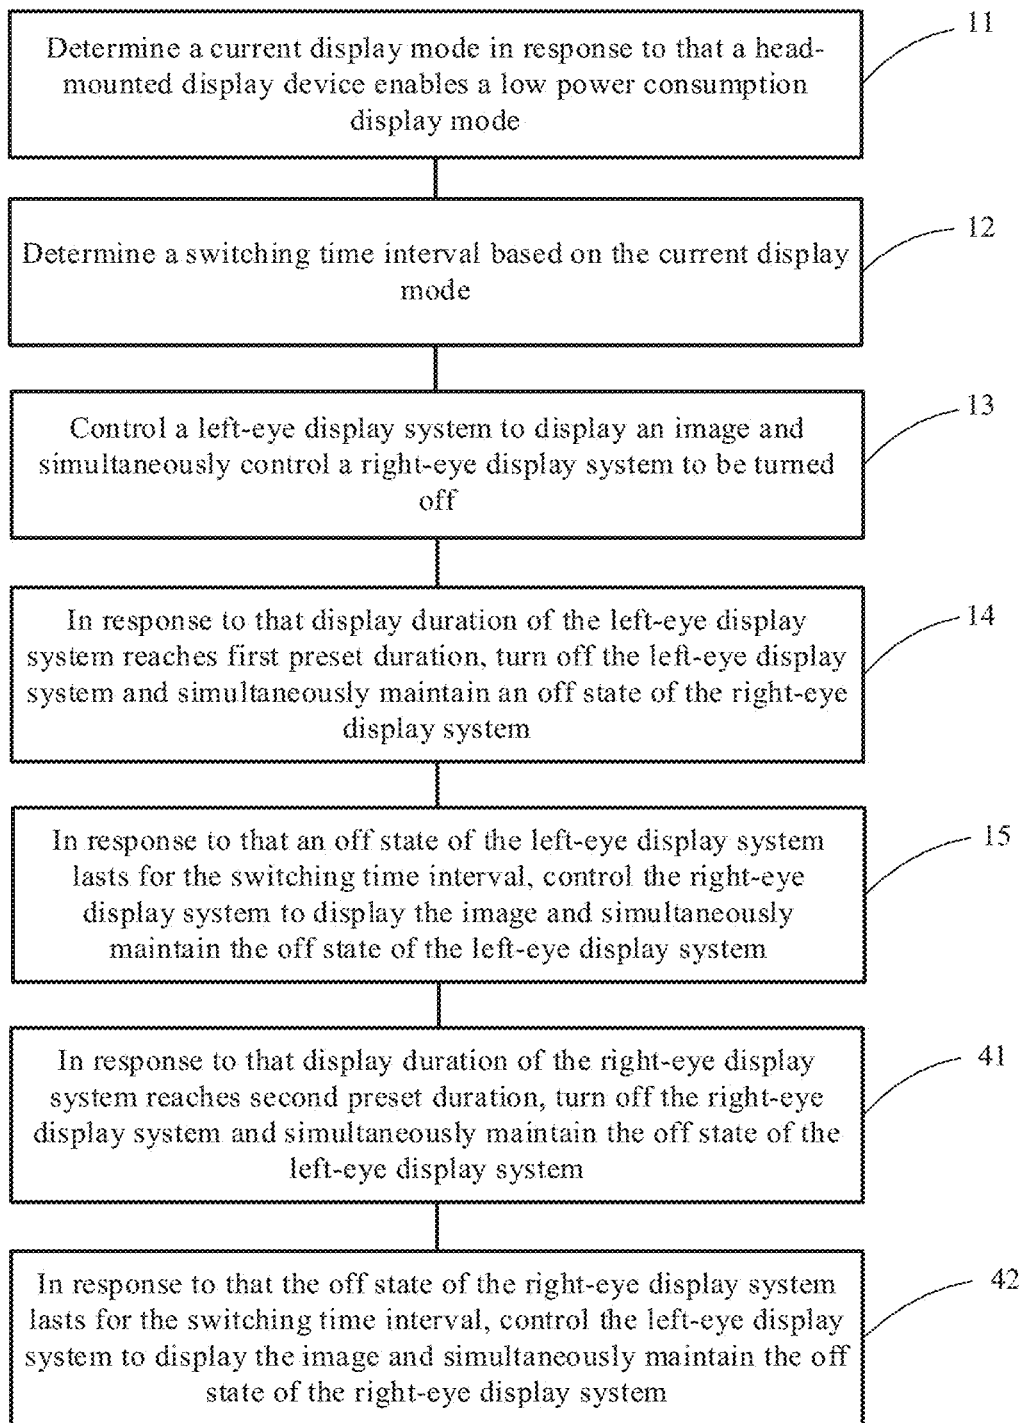 Determine a current display mode in response to that a head-
mounted display device enables a low power consumption
display mode
11
Determine a switching time interval based on the current display
mode
12
Control a left-eye display system to display an image and
simultaneously control a right-eye display system to be turned
off
13
In response to that display duration of the left-eye display
system reaches first preset duration, turn off the left-eye display
system and simultaneously maintain an off state of the right-eye
display system
14
In response to that an off state of the left-eye display system
lasts for the switching time interval, control the right-eye
display system to display the image and simultaneously
maintain the off state of the left-eye display system
15
In response to that display duration of the right-eye display
system reaches second preset duration, turn off the right-eye
display system and simultaneously maintain the off state of the
left-eye display system
41
In response to that the off state of the right-eye display system
lasts for the switching time interval, control the left-eye display
system to display the image and simultaneously maintain the off
state of the right-eye display system
42